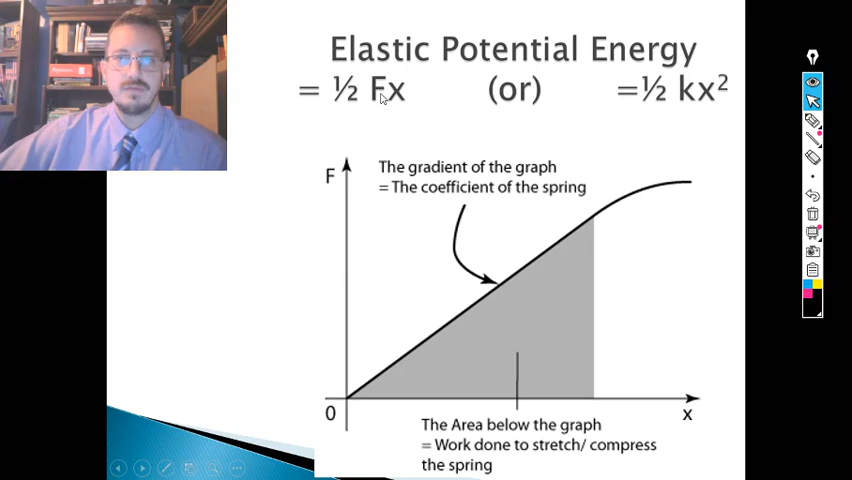 Elastic Potential Energy
= ½ Fx (or) =½ kx²
F
The gradient of the graph
= The coefficient of the spring
0
x
The Area below the graph
= Work done to stretch/ compress
the spring